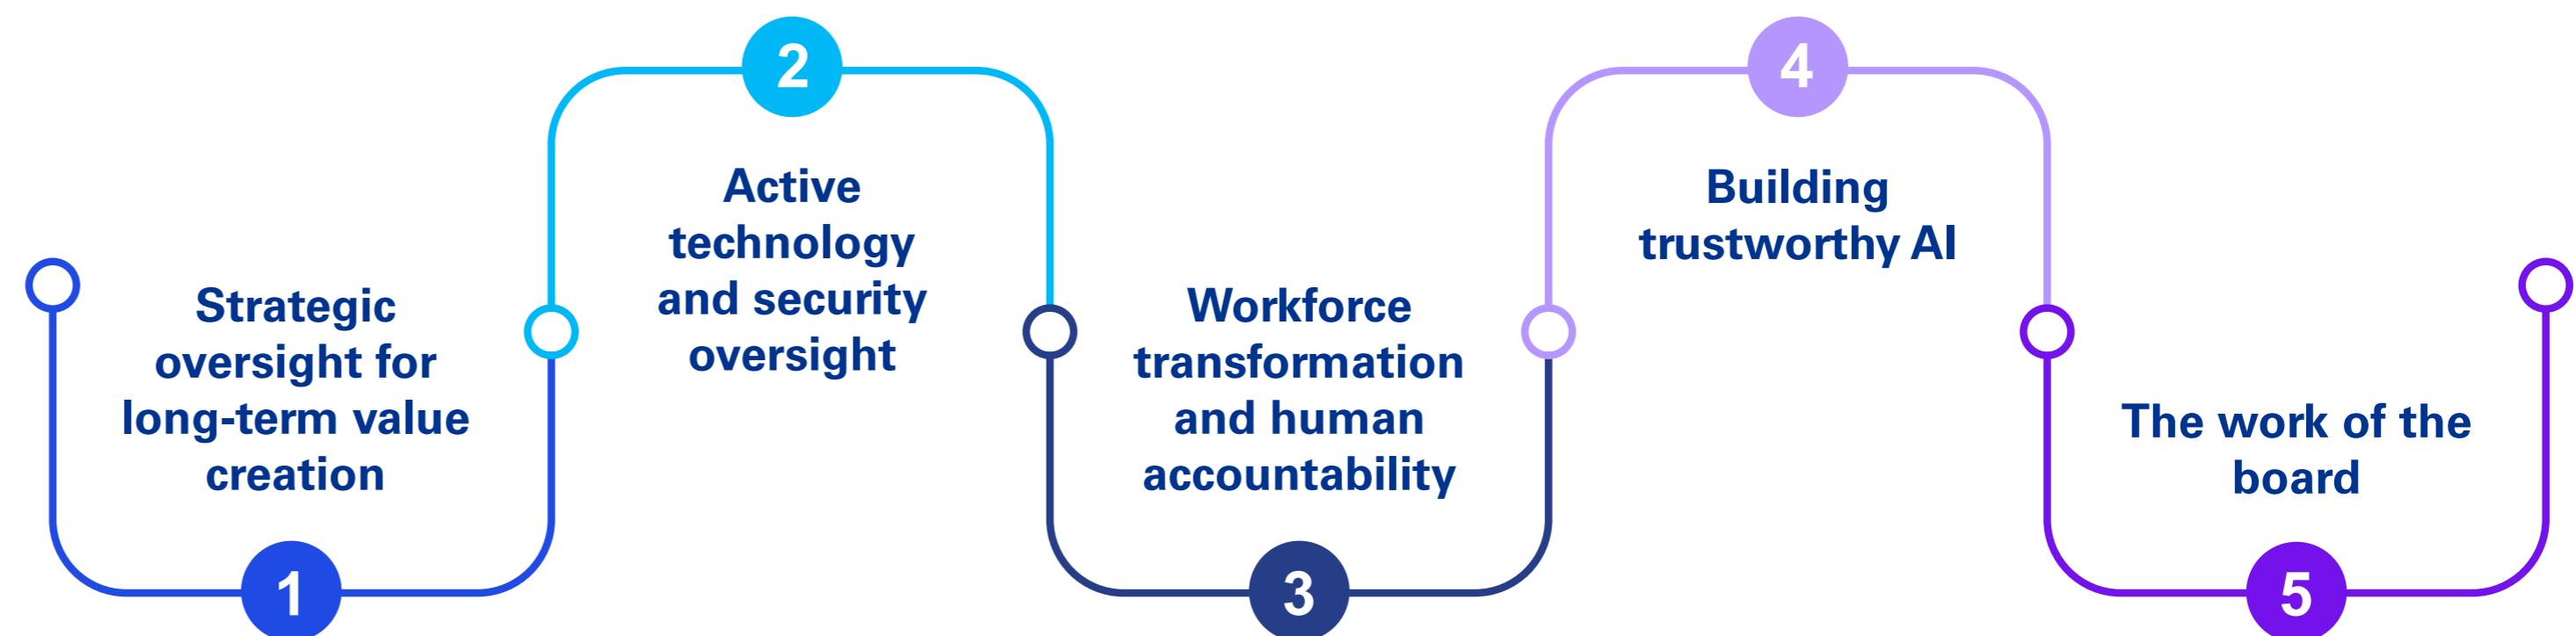 Strategic
oversight for
long-term value
creation
1
2
Active
technology
and security
oversight
Workforce
transformation
and human
accountability
3
4
Building
trustworthy AI
The work of the
board
5